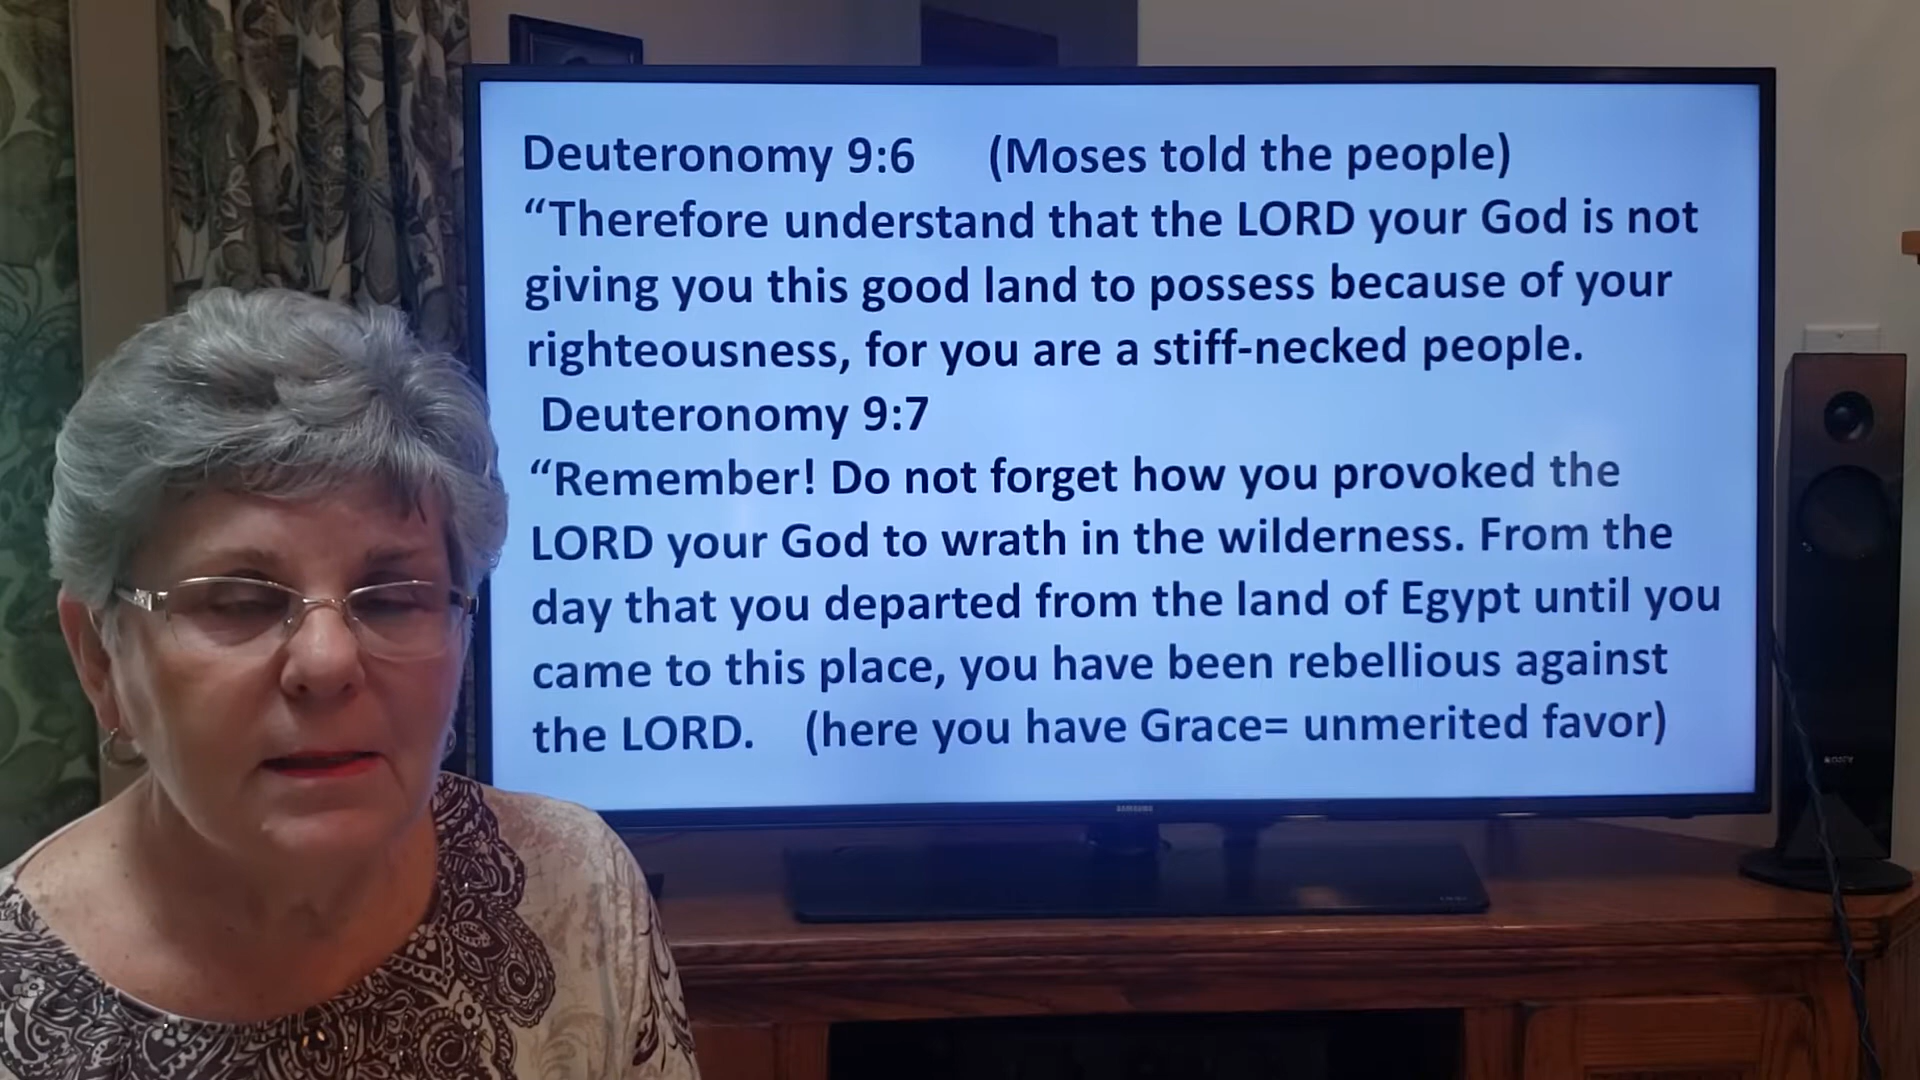 Deuteronomy 9:6 (Moses told the people)
“Therefore understand that the LORD your God is not
giving you this good land to possess because of your
righteousness, for you are a stiff-necked people.
Deuteronomy 9:7
“Remember! Do not forget how you provoked the
LORD your God to wrath in the wilderness. From the
day that you departed from the land of Egypt until you
came to this place, you have been rebellious against
the LORD. (here you have Grace= unmerited favor)
SAMSUNG
SONY